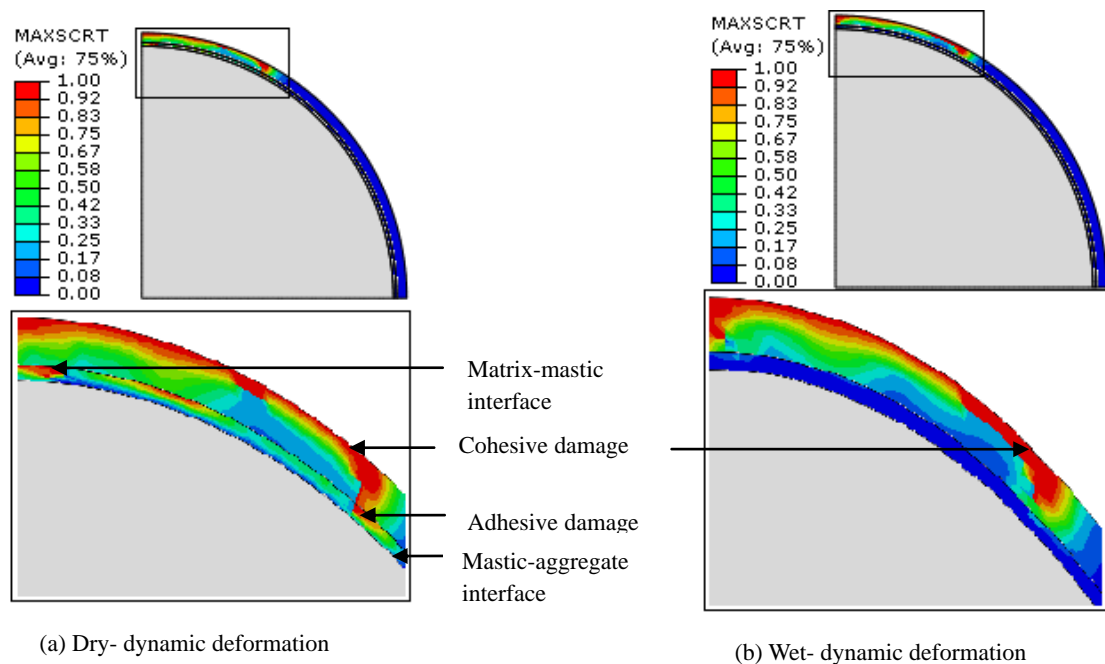 MAXSCRT
(Avg: 75%)
1.00
0.92
0.83
0.75
0.67
0.58
0.50
0.42
0.33
0.25
0.17
0.08
0.00
MAXSCRT
(Avg: 75%)
1.00
0.92
0.83
0.75
0.67
0.58
0.50
0.42
0.33
0.25
0.17
0.08
0.00
Matrix-mastic
interface
Cohesive damage
Adhesive damage
Mastic-aggregate
interface
(a) Dry- dynamic deformation
(b) Wet- dynamic deformation